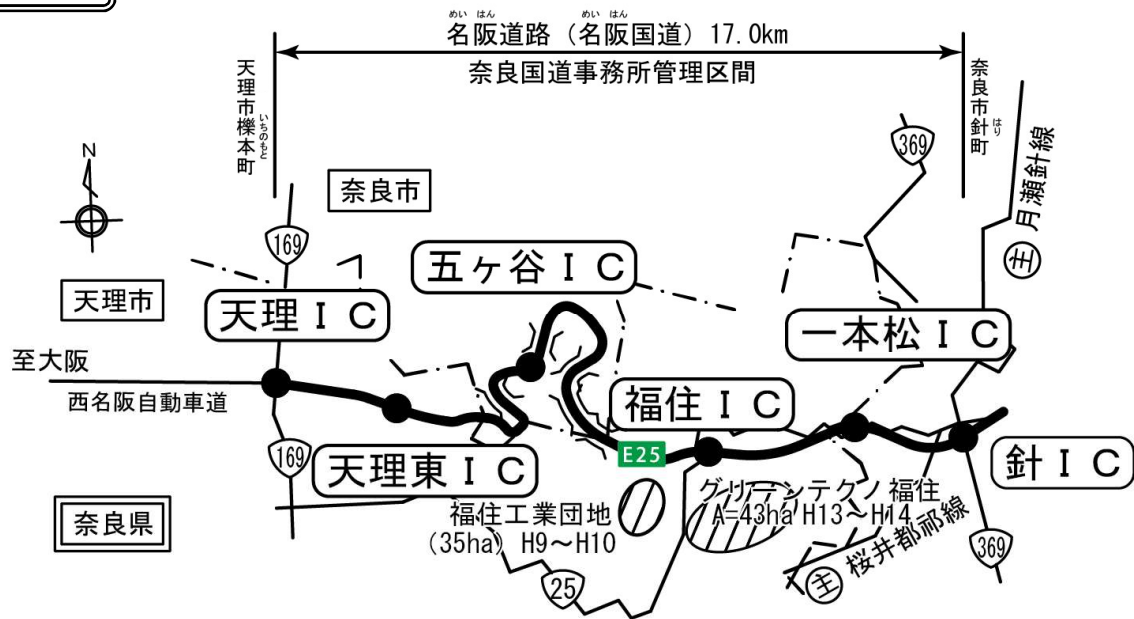 めいはん めいはん
名阪道路（名阪国道）17.0km
奈良国道事務所管理区間
天理市櫟本町
いちのもと
奈良市針町
はり
N
369
月瀬針線
主
奈良市
169
五ヶ谷ＩＣ
天理市
天理ＩＣ
一本松ＩＣ
至大阪
西名阪自動車道
福住ＩＣ
E25
169
天理東ＩＣ
針ＩＣ
福住工業団地
(35ha) H9～H10
グリーンテクノ福住
A=43ha H13～H14
奈良県
桜井都祁線
主
369
25